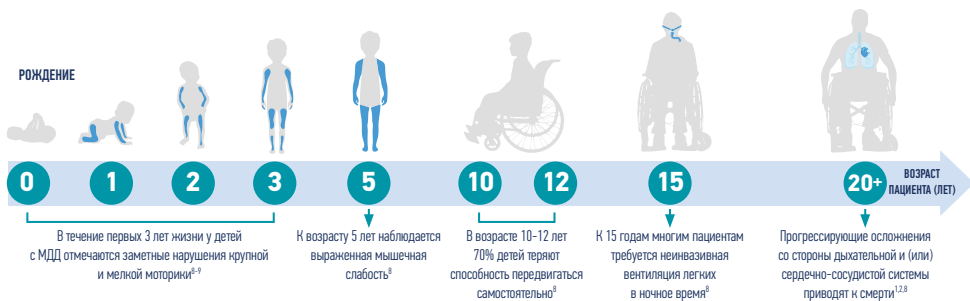 РОЖДЕНИЕ
0
1
2
3
5
10
12
15
20+
ВОЗРАСТ
ПАЦИЕНТА (ЛЕТ)
В течение первых 3 лет жизни у детей
с МДД отмечаются заметные нарушения крупной
и мелкой моторики⁸⁻⁹
К возрасту 5 лет наблюдается
выраженная мышечная
слабость⁸
В возрасте 10-12 лет
70% детей теряют
способность передвигаться
самостоятельно⁸
К 15 годам многим пациентам
требуется неинвазивная
вентиляция легких
в ночное время⁸
Прогрессирующие осложнения
со стороны дыхательной и (или)
сердечно-сосудистой системы
приводят к смерти¹,²,⁸